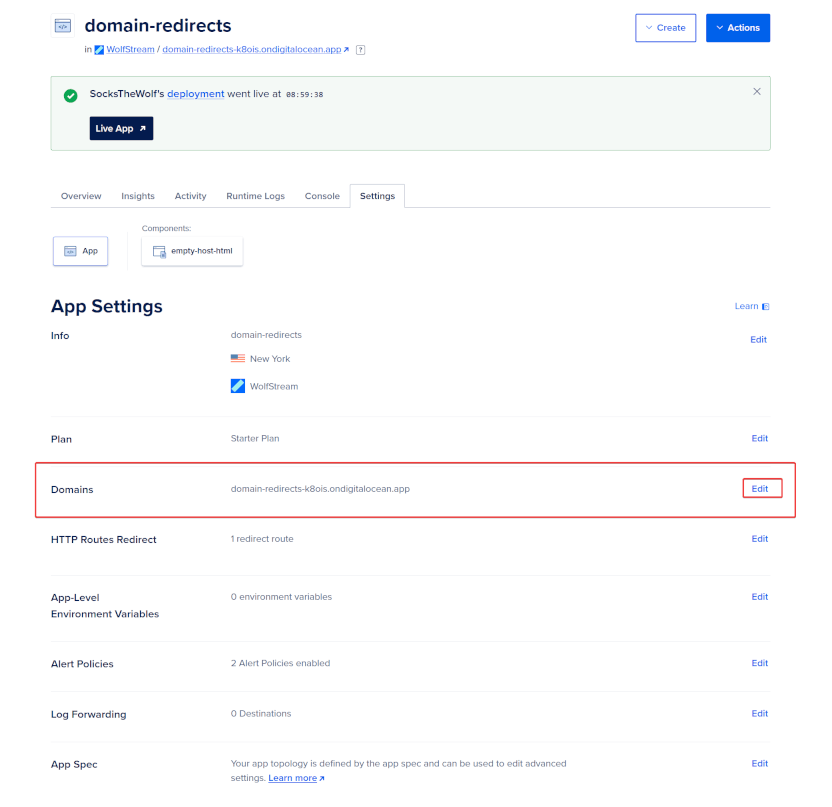 domain-redirects
Create
Actions
in WolfStream / domain-redirects-k8ois.ondigitalocean.app ?
SocksTheWolf's deployment went live at 08:59:38
Live App
Overview Insights Activity Runtime Logs Console Settings
Components:
App
empty-host-html
App Settings
Learn
Info
domain-redirects
Edit
New York
WolfStream
Plan
Starter Plan
Edit
Domains
domain-redirects-k8ois.ondigitalocean.app
Edit
HTTP Routes Redirect
1 redirect route
Edit
App-Level
Environment Variables
0 environment variables
Edit
Alert Policies
2 Alert Policies enabled
Edit
Log Forwarding
0 Destinations
Edit
App Spec
Your app topology is defined by the app spec and can be used to edit advanced
settings. Learn more
Edit